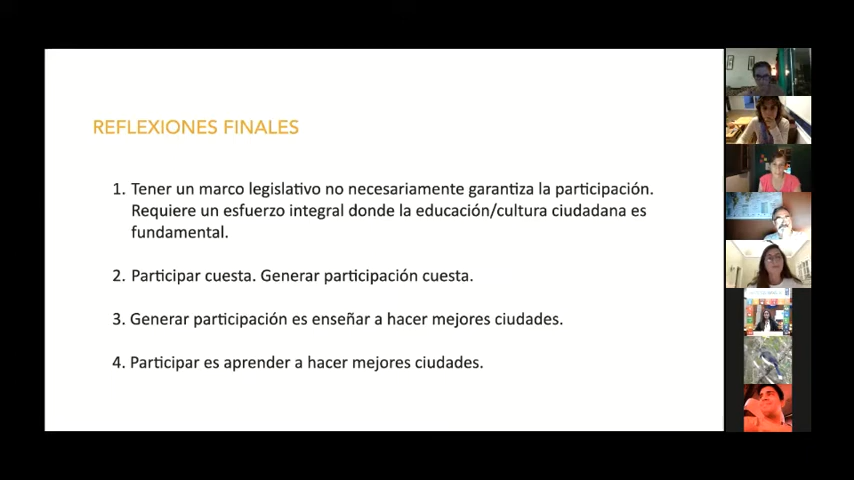 REFLEXIONES FINALES
1. Tener un marco legislativo no necesariamente garantiza la participación.
Requiere un esfuerzo integral donde la educación/cultura ciudadana es
fundamental.
2. Participar cuesta. Generar participación cuesta.
3. Generar participación es enseñar a hacer mejores ciudades.
4. Participar es aprender a hacer mejores ciudades.